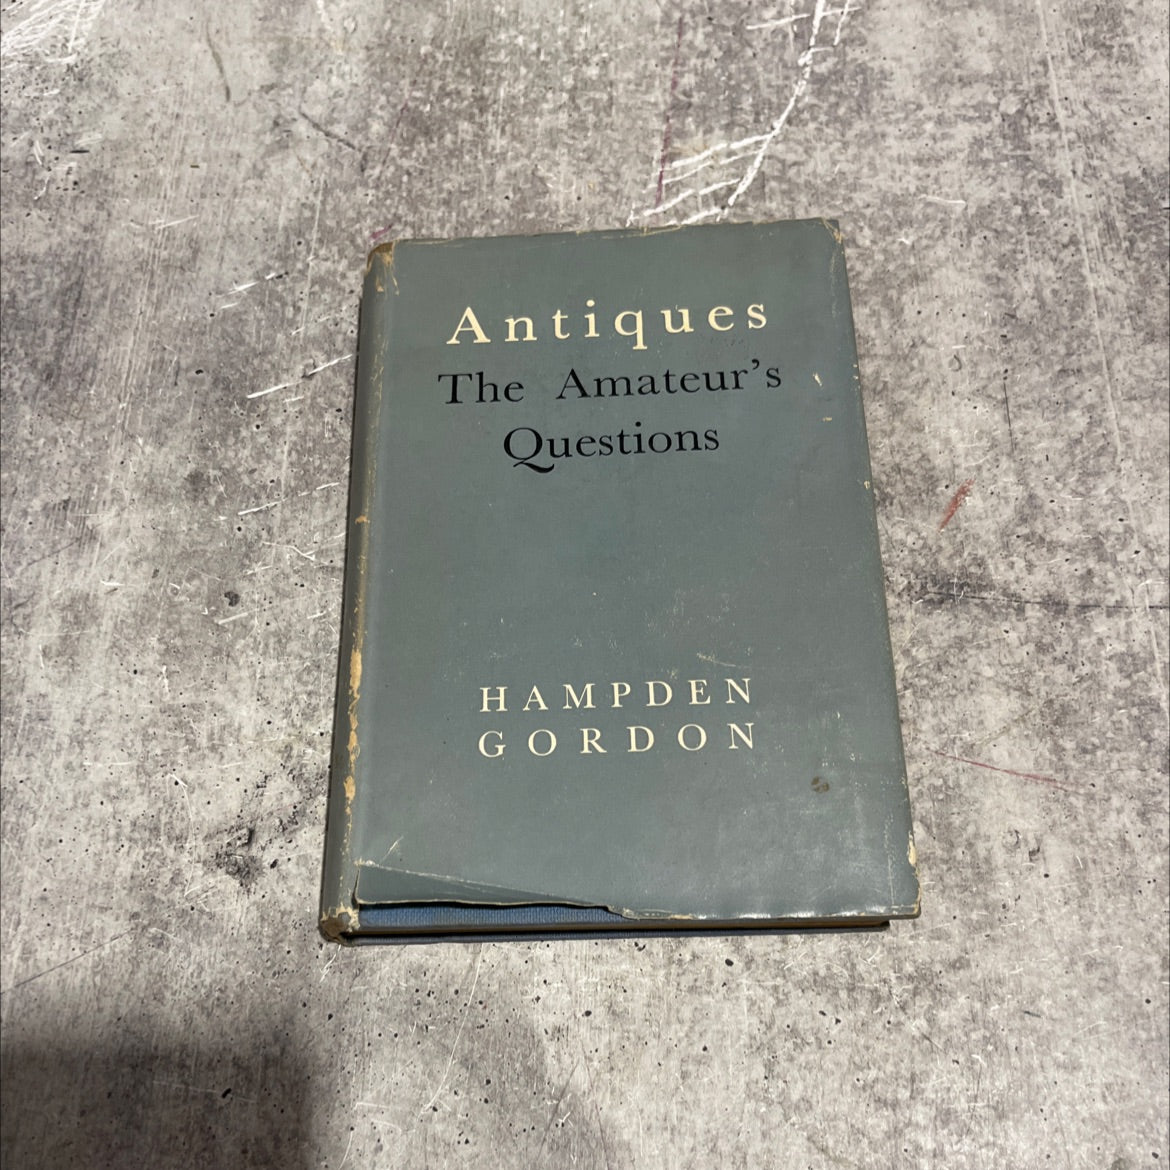 Antiques
The Amateur's
Questions
HAMPDEN
GORDON